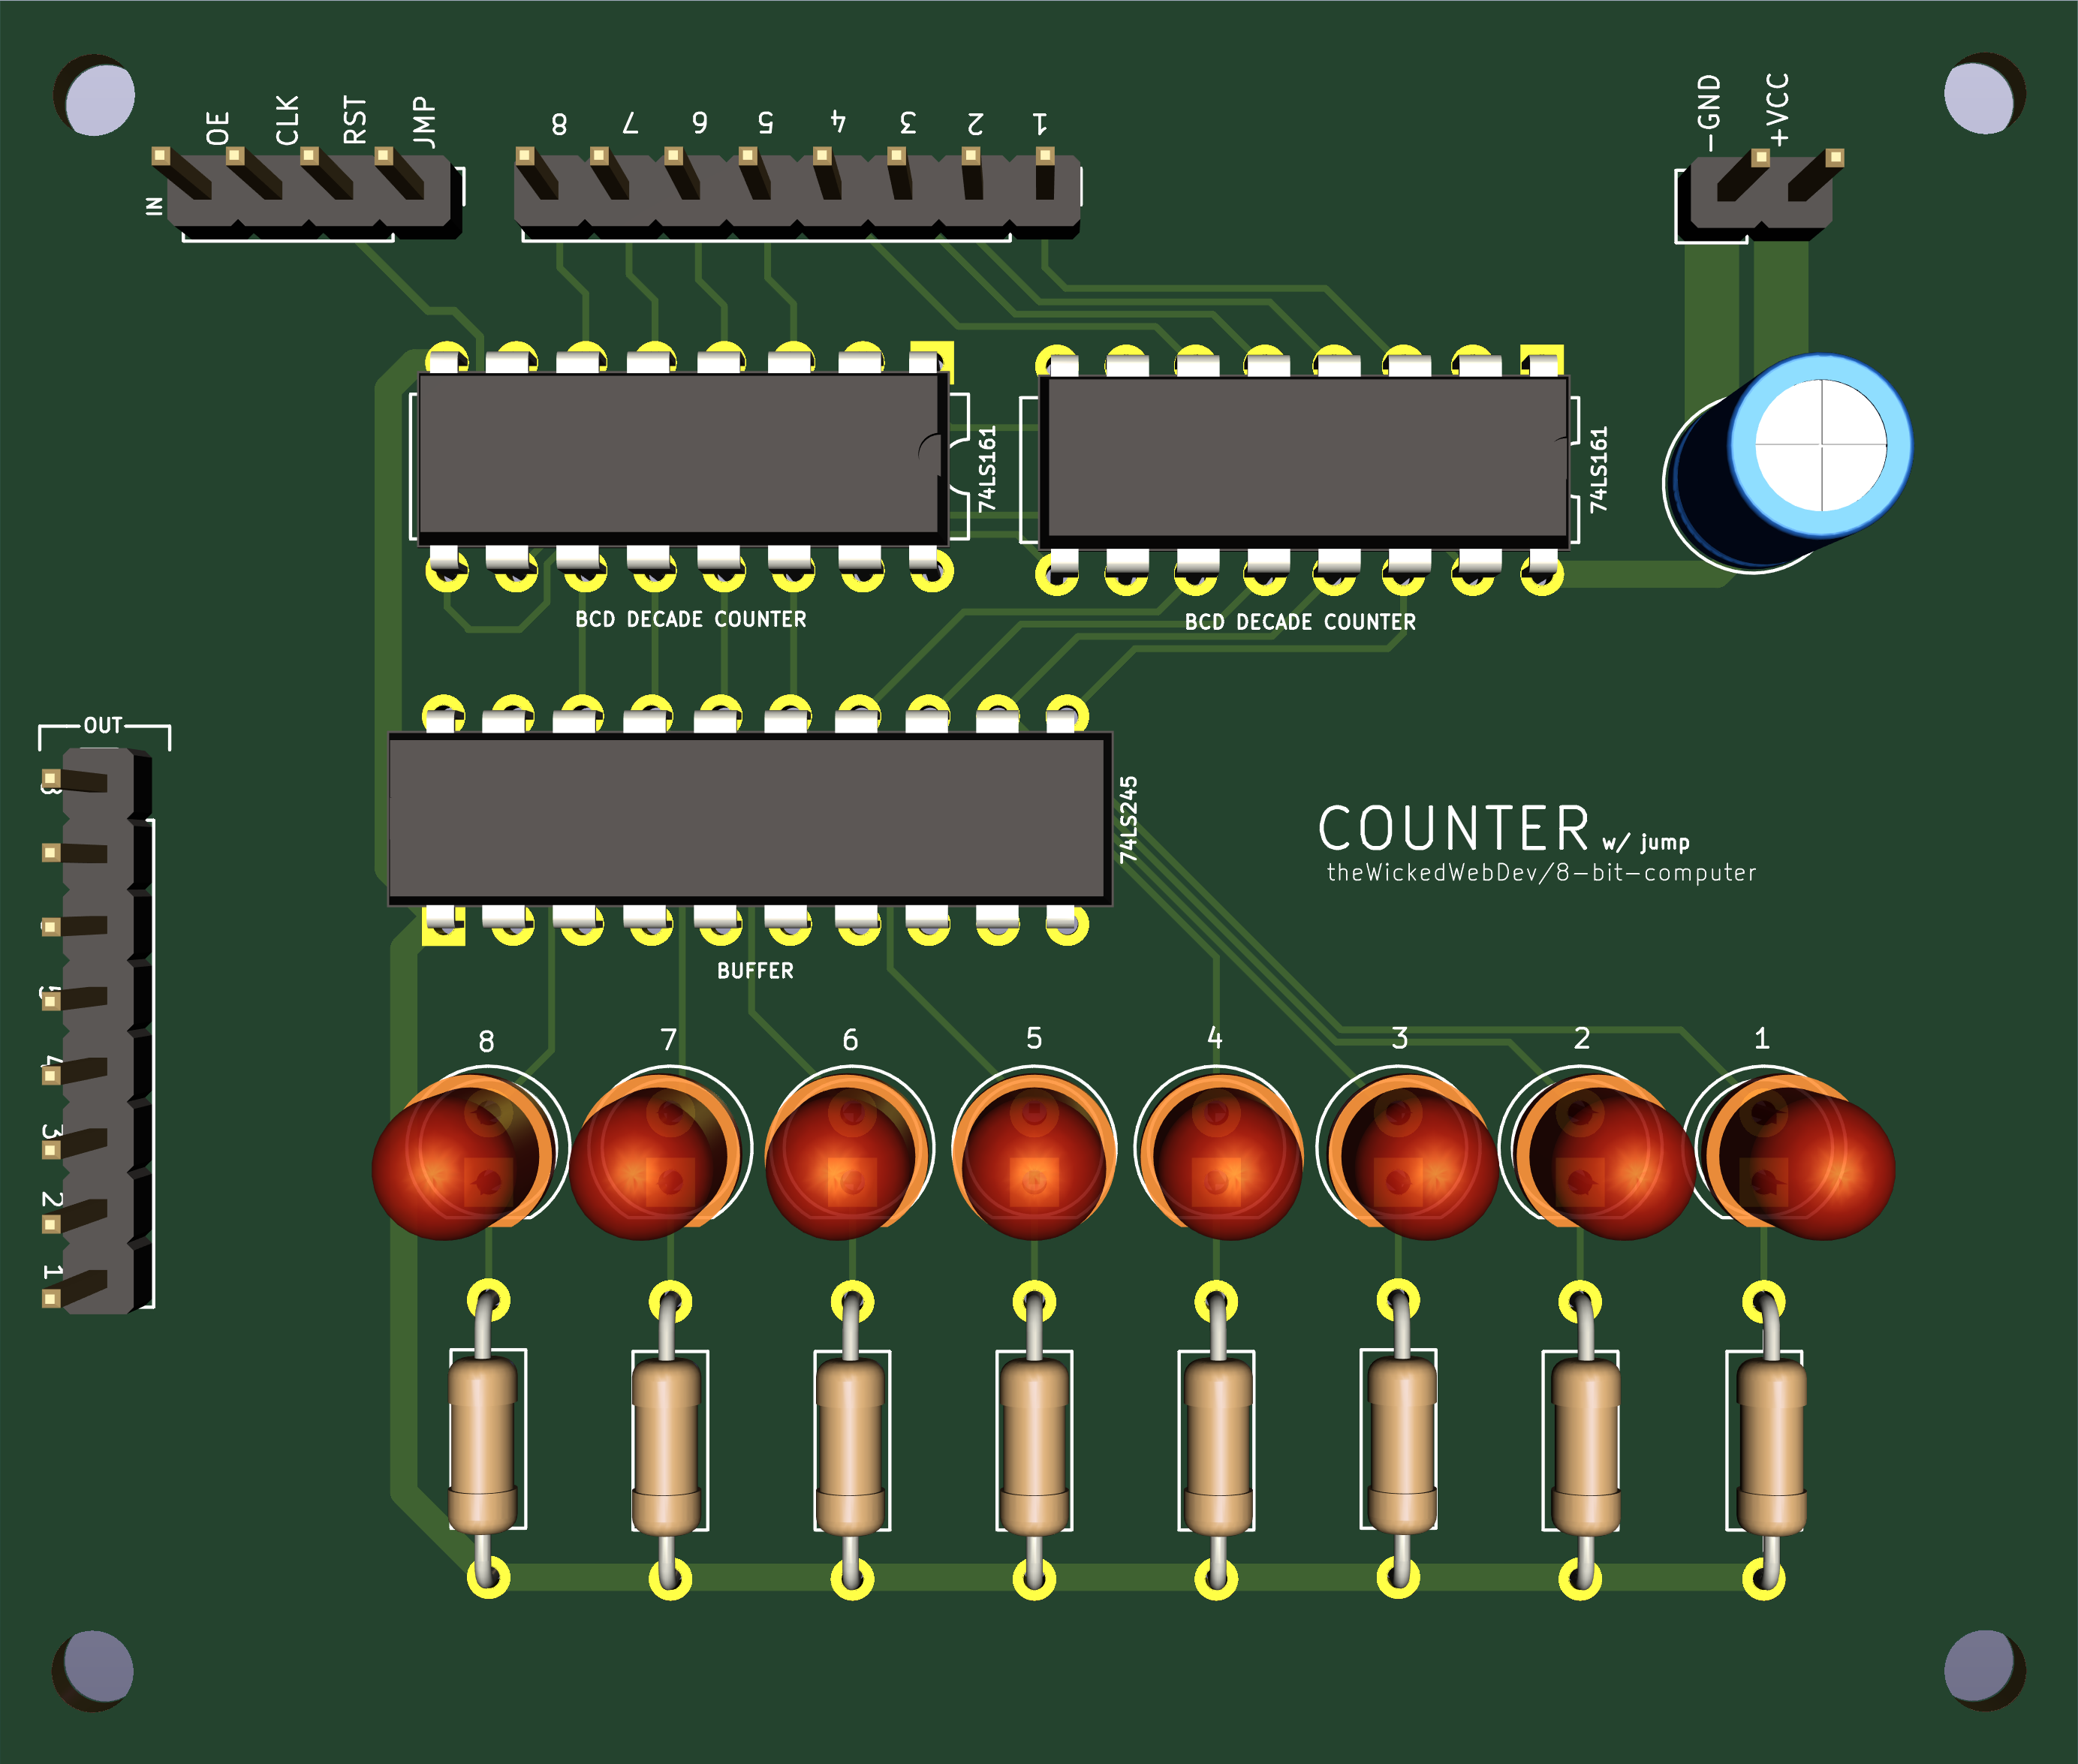 OE
CLK
RST
JMP
IN
8 7 6 5 4 3 2 1
-GND
+VCC
74LS161
74LS161
BCD DECADE COUNTER
BCD DECADE COUNTER
OUT
8
5
4
3
2
1
74LS245
COUNTER w/ jump
theWickedWebDev/8-bit-computer
BUFFER
8 7 6 5 4 3 2 1